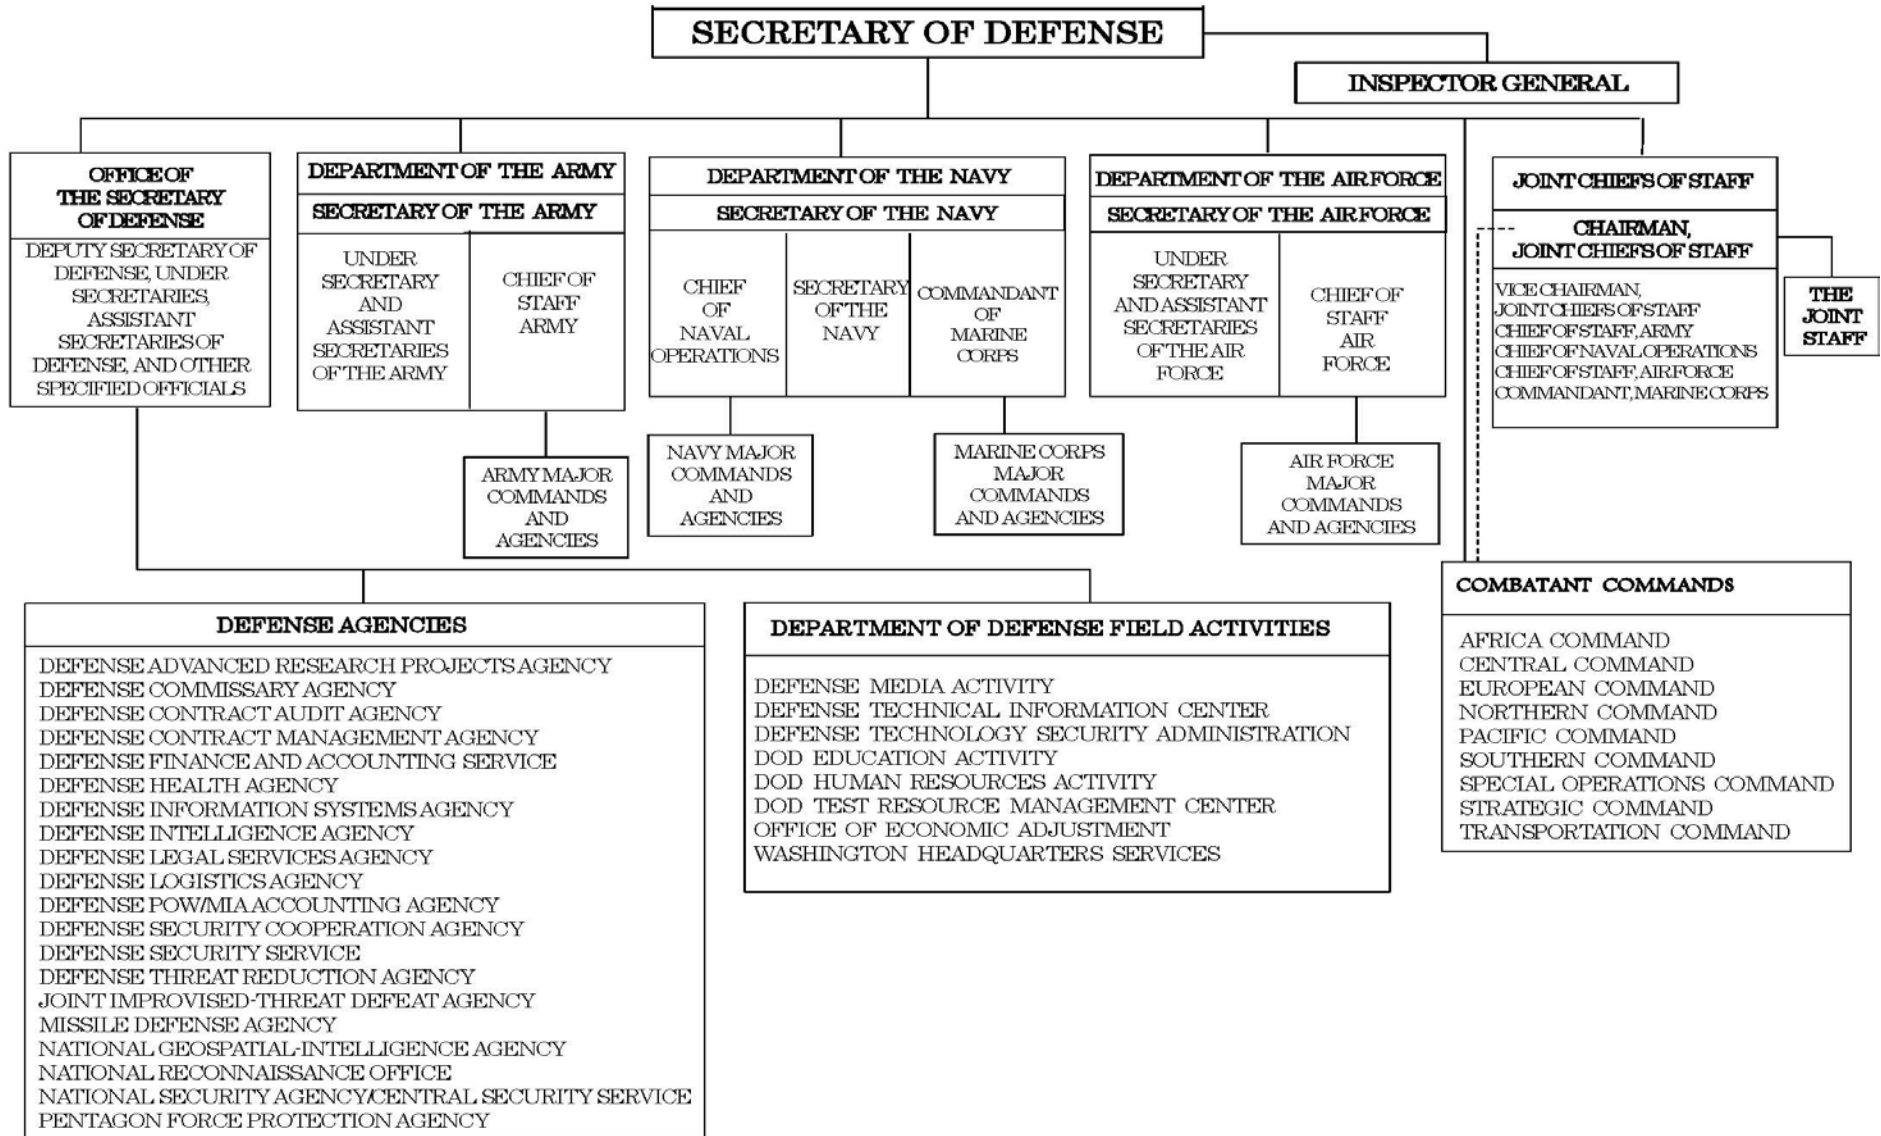 SECRETARY OF DEFENSE
INSPECTOR GENERAL
OFFICE OF
THE SECRETARY
OF DEFENSE
DEPUTY SECRETARY OF
DEFENSE, UNDER
SECRETARIES,
ASSISTANT
SECRETARIES OF
DEFENSE, AND OTHER
SPECIFIED OFFICIALS
DEPARTMENT OF THE ARMY
SECRETARY OF THE ARMY
UNDER
SECRETARY
AND
ASSISTANT
SECRETARIES
OF THE ARMY
CHIEF OF
STAFF
ARMY
ARMY MAJOR
COMMANDS
AND
AGENCIES
DEPARTMENT OF THE NAVY
SECRETARY OF THE NAVY
CHIEF
OF
NAVAL
OPERATIONS
SECRETARY
OF THE
NAVY
COMMANDANT
OF
MARINE
CORPS
NAVY MAJOR
COMMANDS
AND
AGENCIES
MARINE CORPS
MAJOR
COMMANDS
AND AGENCIES
DEPARTMENT OF THE AIR FORCE
SECRETARY OF THE AIR FORCE
UNDER
SECRETARY
AND ASSISTANT
SECRETARIES
OF THE AIR
FORCE
CHIEF OF
STAFF
AIR
FORCE
AIR FORCE
MAJOR
COMMANDS
AND AGENCIES
JOINT CHIEFS OF STAFF
CHAIRMAN,
JOINT CHIEFS OF STAFF
VICE CHAIRMAN,
JOINT CHIEFS OF STAFF
CHIEF OF STAFF, ARMY
CHIEF OF NAVAL OPERATIONS
CHIEF OF STAFF, AIR FORCE
COMMANDANT, MARINE CORPS
THE
JOINT
STAFF
DEFENSE AGENCIES
DEFENSE ADVANCED RESEARCH PROJECTS AGENCY
DEFENSE COMMISSARY AGENCY
DEFENSE CONTRACT AUDIT AGENCY
DEFENSE CONTRACT MANAGEMENT AGENCY
DEFENSE FINANCE AND ACCOUNTING SERVICE
DEFENSE HEALTH AGENCY
DEFENSE INFORMATION SYSTEMS AGENCY
DEFENSE INTELLIGENCE AGENCY
DEFENSE LEGAL SERVICES AGENCY
DEFENSE LOGISTICS AGENCY
DEFENSE POW/MIA ACCOUNTING AGENCY
DEFENSE SECURITY COOPERATION AGENCY
DEFENSE SECURITY SERVICE
DEFENSE THREAT REDUCTION AGENCY
JOINT IMPROVISED-THREAT DEFEAT AGENCY
MISSILE DEFENSE AGENCY
NATIONAL GEOSPATIAL-INTELLIGENCE AGENCY
NATIONAL RECONNAISSANCE OFFICE
NATIONAL SECURITY AGENCY/CENTRAL SECURITY SERVICE
PENTAGON FORCE PROTECTION AGENCY
DEPARTMENT OF DEFENSE FIELD ACTIVITIES
DEFENSE MEDIA ACTIVITY
DEFENSE TECHNICAL INFORMATION CENTER
DEFENSE TECHNOLOGY SECURITY ADMINISTRATION
DOD EDUCATION ACTIVITY
DOD HUMAN RESOURCES ACTIVITY
DOD TEST RESOURCE MANAGEMENT CENTER
OFFICE OF ECONOMIC ADJUSTMENT
WASHINGTON HEADQUARTERS SERVICES
COMBATANT COMMANDS
AFRICA COMMAND
CENTRAL COMMAND
EUROPEAN COMMAND
NORTHERN COMMAND
PACIFIC COMMAND
SOUTHERN COMMAND
SPECIAL OPERATIONS COMMAND
STRATEGIC COMMAND
TRANSPORTATION COMMAND